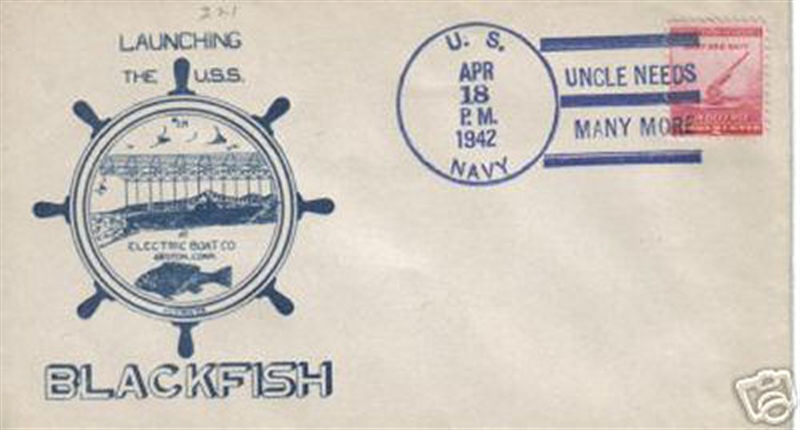 221
LAUNCHING
THE U.S.S.
AT
ELECTRIC BOAT CO
GROTON, CONN.
BLACKFISH
U. S.
APR
18
P. M.
1942
NAVY
UNCLE NEEDS
MANY MORE
ARMY AND NAVY